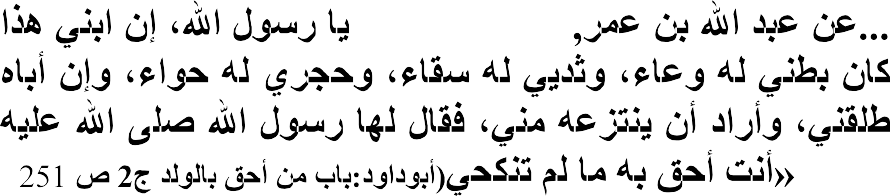 ...عن عبد الله بن عمر, يا رسول الله، إن ابني هذا
كان بطني له وعاء، وثديي له سقاء، وحجري له حواء، وإن أباه
طلقني، وأراد أن ينتزعه مني، فقال لها رسول الله صلى الله عليه
»أنت أحق به ما لم تنكحي(أبوداود:باب من أحق بالولد ج2 ص 251